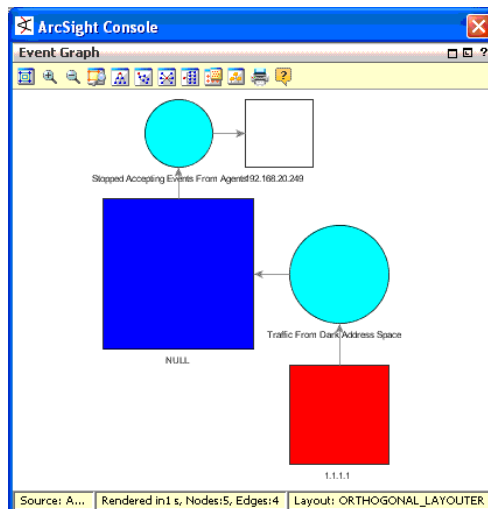 ArcSight Console
Event Graph
Stopped Accepting Events From Agents 192.168.20.249
Traffic From Dark Address Space
NULL
1.1.1.1
Source: A... Rendered in1 s, Nodes:5, Edges:4 Layout: ORTHOGONAL_LAYOUTER